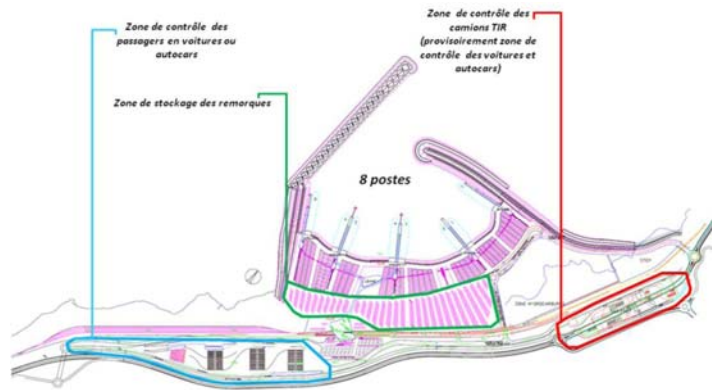 Zone de contrôle des
passagers en voitures ou
autocars
Zone de contrôle des
camions TIR
(provisoirement zone de
contrôle des voitures et
autocars)
Zone de stockage des remorques
8 postes